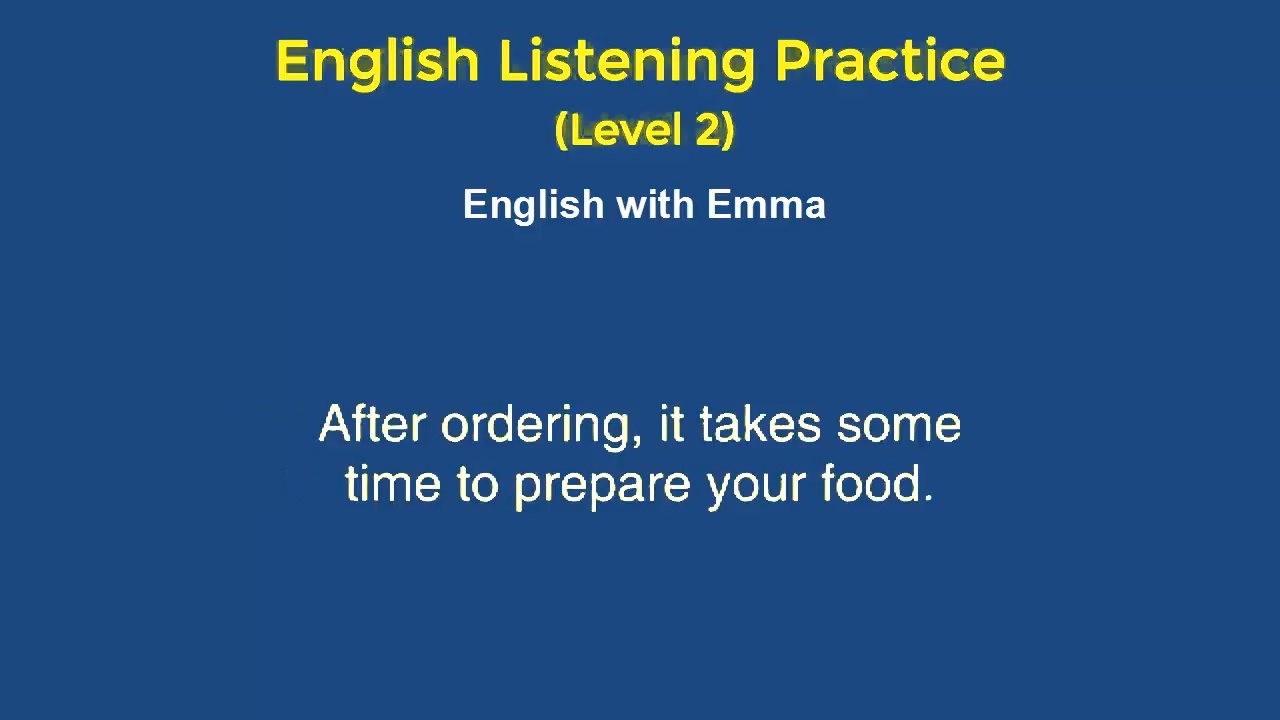 English Listening Practice
(Level 2)
English with Emma
After ordering, it takes some
time to prepare your food.